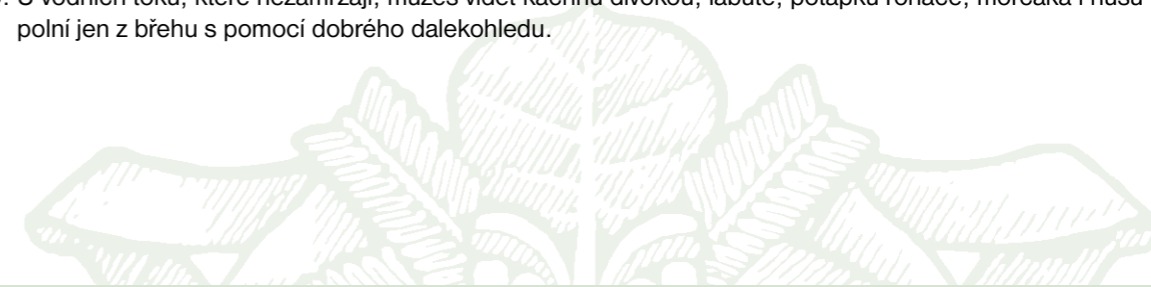 . U vodních toků, které nezamrzají, můžeš vidět kachnu divokou, labutě, potápku roháče, morčáka i husu
polní jen z břehu s pomocí dobrého dalekohledu.